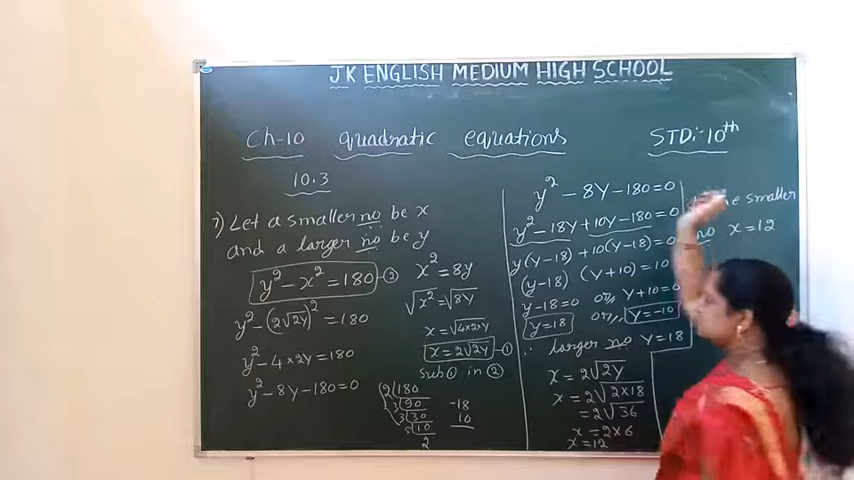 JK ENGLISH MEDIUM HIGH SCHOOL
Ch-10 quadratic equations STD:-10th
10.3
7) Let a smaller no be x
and a larger no be y
y² - x² = 180 - ②
y² - (2√2y)² = 180
y² - 4 × 2y = 180
y² - 8y - 180 = 0
x² = 8y
√x² = √8y
x = √4×2×y
x = 2√2y - ①
sub ① in ②
2 | 180
3 | 90
3 | 30
5 | 10
2
-18
10
y² - 8y - 180 = 0
y² - 18y + 10y - 180 = 0
y(y-18) + 10(y-18) = 0
(y-18) (y+10) = 10
y-18=0 or y+10=0
y=18 or y=-10
∴ larger no y=18
x = 2√2y
x = 2√2×18
= 2√36
x = 2×6
x = 12
smaller
no x = 12